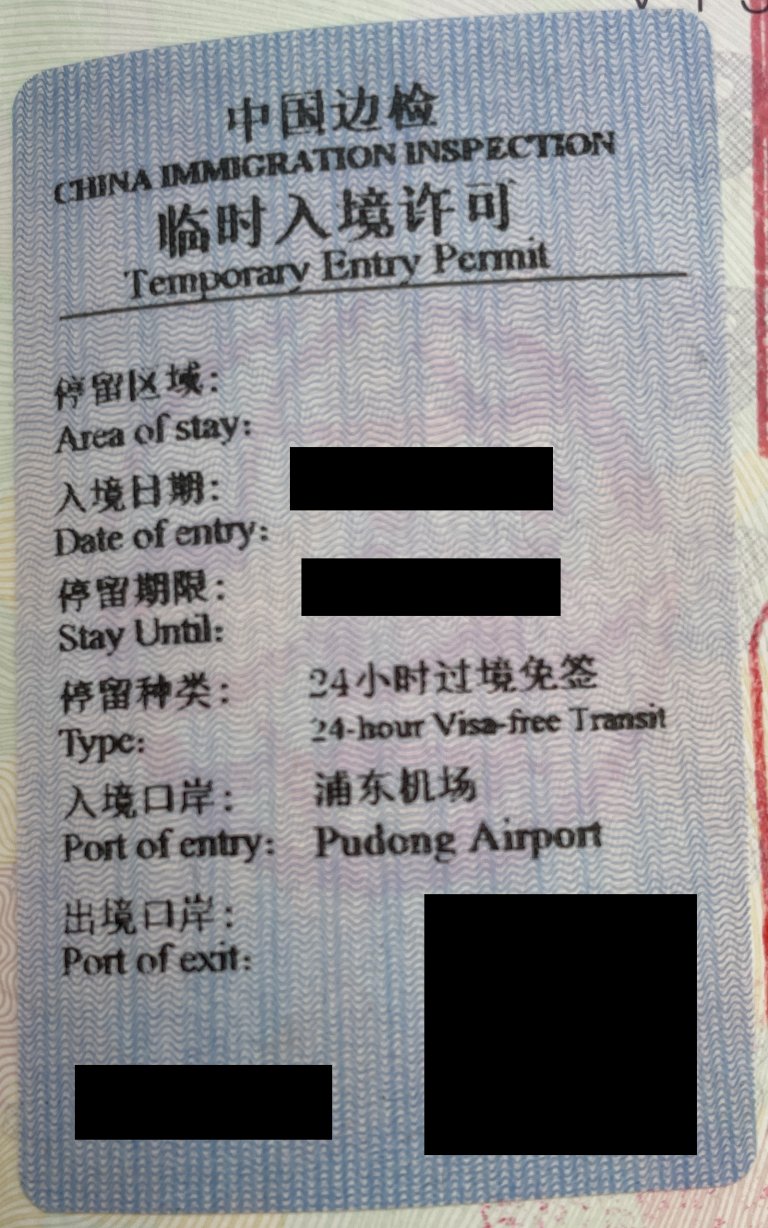 中国边检
CHINA IMMIGRATION INSPECTION
临时入境许可
Temporary Entry Permit
停留区域:
Area of stay:
入境日期:
Date of entry:
停留期限:
Stay Until:
停留种类: 24小时过境免签
Type: 24-hour Visa-free Transit
入境口岸: 浦东机场
Port of entry: Pudong Airport
出境口岸:
Port of exit: